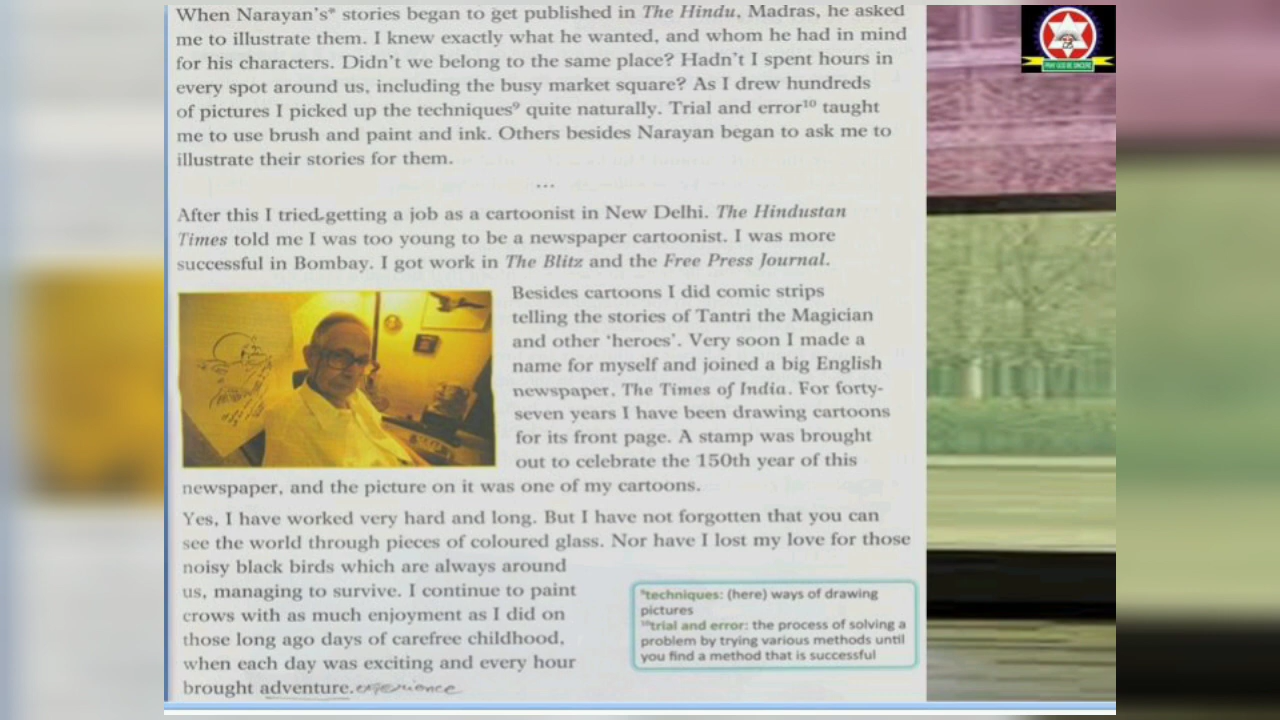 When Narayan's* stories began to get published in The Hindu, Madras, he asked
me to illustrate them. I knew exactly what he wanted, and whom he had in mind
for his characters. Didn't we belong to the same place? Hadn't I spent hours in
every spot around us, including the busy market square? As I drew hundreds
of pictures I picked up the techniques⁹ quite naturally. Trial and error¹⁰ taught
me to use brush and paint and ink. Others besides Narayan began to ask me to
illustrate their stories for them.
...
After this I tried getting a job as a cartoonist in New Delhi. The Hindustan
Times told me I was too young to be a newspaper cartoonist. I was more
successful in Bombay. I got work in The Blitz and the Free Press Journal.
Besides cartoons I did comic strips
telling the stories of Tantri the Magician
and other 'heroes'. Very soon I made a
name for myself and joined a big English
newspaper, The Times of India. For forty-
seven years I have been drawing cartoons
for its front page. A stamp was brought
out to celebrate the 150th year of this
newspaper, and the picture on it was one of my cartoons.
Yes, I have worked very hard and long. But I have not forgotten that you can
see the world through pieces of coloured glass. Nor have I lost my love for those
noisy black birds which are always around
us, managing to survive. I continue to paint
crows with as much enjoyment as I did on
those long ago days of carefree childhood,
when each day was exciting and every hour
brought adventure. experience
⁹techniques: (here) ways of drawing
pictures
¹⁰trial and error: the process of solving a
problem by trying various methods until
you find a method that is successful